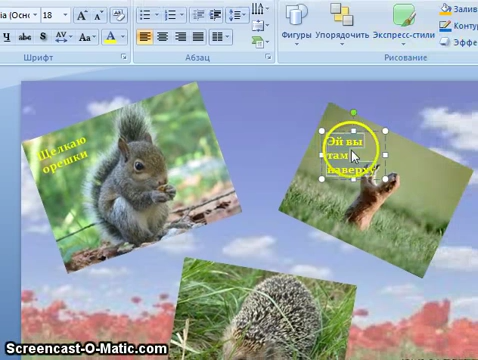 ia (Осно
18
Шрифт
Абзац
Фигуры
Упорядочить
Экспресс-стили
Залив
Конту
Эффе
Рисование
Щелкаю
орешки
Эй вы
там
наверху
Screencast-O-Matic.com